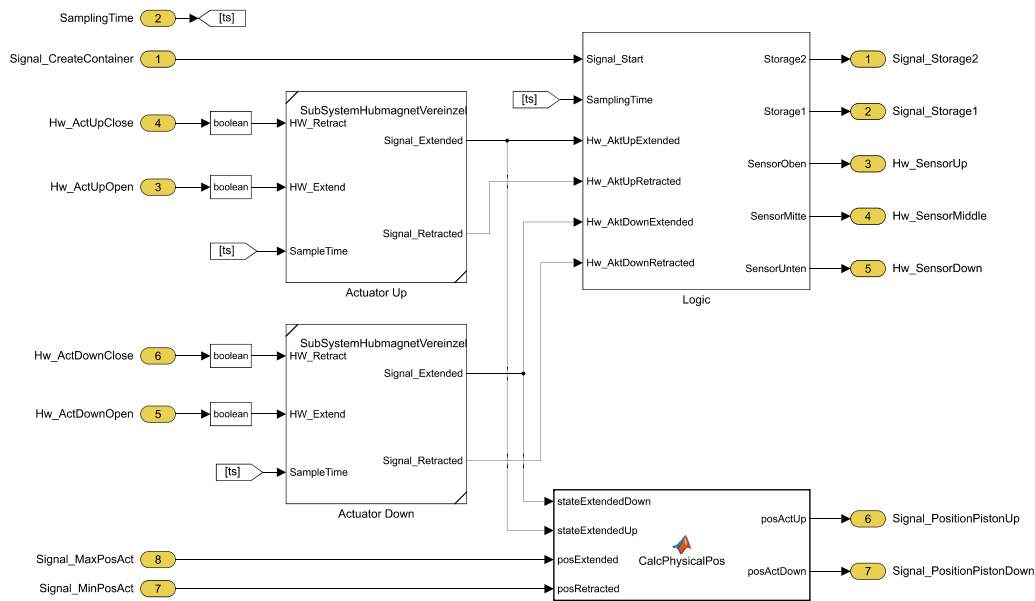 SamplingTime
2
[ts]
Signal_CreateContainer
1
Hw_ActUpClose
4
boolean
Hw_ActUpOpen
3
boolean
[ts]
SubSystemHubmagnetVereinzel
HW_Retract
Signal_Extended
HW_Extend
Signal_Retracted
SampleTime
Actuator Up
Signal_Start
[ts]
SamplingTime
Hw_AktUpExtended
Hw_AktUpRetracted
Hw_AktDownExtended
Hw_AktDownRetracted
Storage2
Storage1
SensorOben
SensorMitte
SensorUnten
Logic
1
Signal_Storage2
2
Signal_Storage1
3
Hw_SensorUp
4
Hw_SensorMiddle
5
Hw_SensorDown
Hw_ActDownClose
6
boolean
Hw_ActDownOpen
5
boolean
[ts]
SubSystemHubmagnetVereinzel
HW_Retract
Signal_Extended
HW_Extend
Signal_Retracted
SampleTime
Actuator Down
Signal_MaxPosAct
8
Signal_MinPosAct
7
stateExtendedDown
stateExtendedUp
posExtended
posRetracted
CalcPhysicalPos
posActUp
posActDown
6
Signal_PositionPistonUp
7
Signal_PositionPistonDown